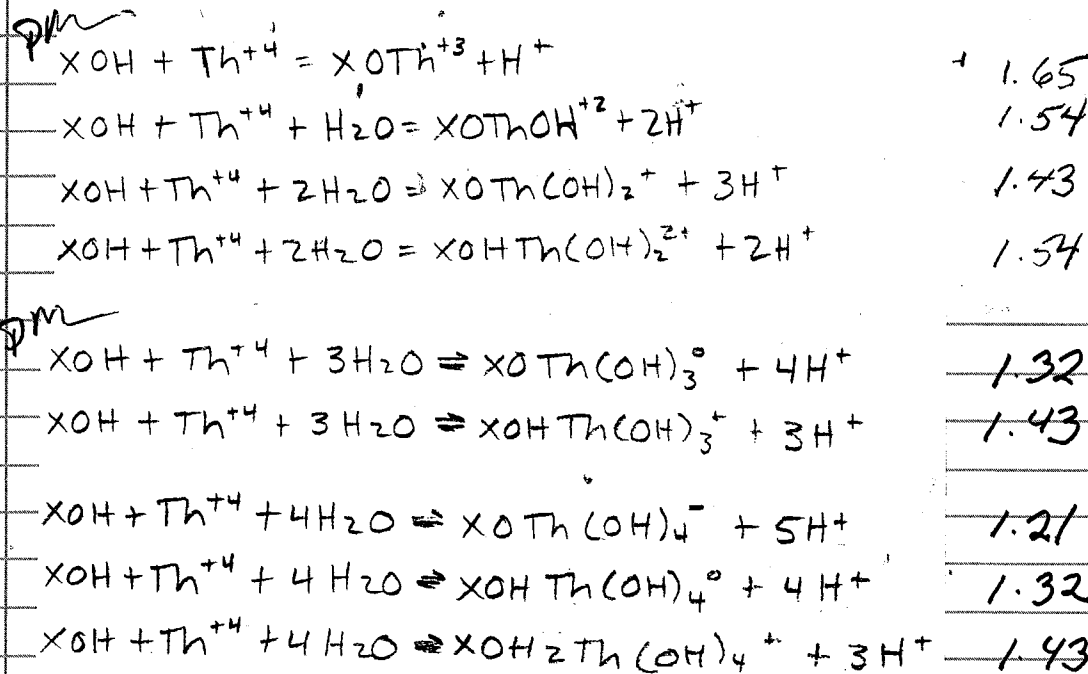 pm
XOH + Th+4 = XOTh+3 + H+ + 1.65
XOH + Th+4 + H2O = XOThOH+2 + 2H+ 1.54
XOH + Th+4 + 2H2O = XOTh(OH)2+ + 3H+ 1.43
XOH + Th+4 + 2H2O = XOHTh(OH)2 2+ + 2H+ 1.54
pm
XOH + Th+4 + 3H2O ⇌ XOTh(OH)3° + 4H+ 1.32
XOH + Th+4 + 3H2O ⇌ XOHTh(OH)3+ + 3H+ 1.43
XOH + Th+4 + 4H2O ⇌ XOTh(OH)4- + 5H+ 1.21
XOH + Th+4 + 4H2O ⇌ XOHTh(OH)4° + 4H+ 1.32
XOH + Th+4 + 4H2O ⇌ XOH2Th(OH)4+ + 3H+ 1.43